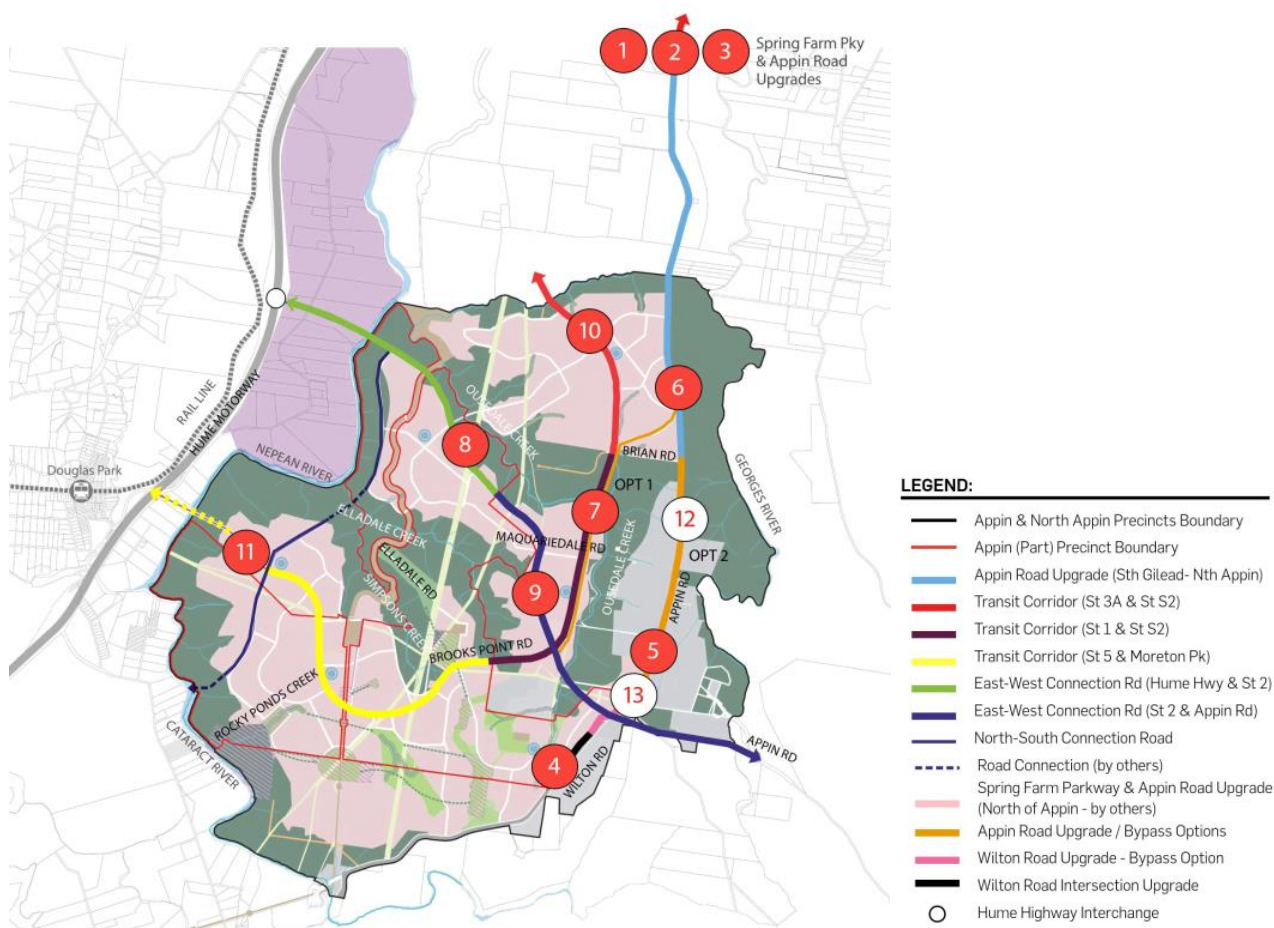 1
2
3
Spring Farm Pky
& Appin Road
Upgrades
10
6
RAIL LINE
HUME MOTORWAY
OUSEDALE CREEK
8
BRIAN RD
NEPEAN RIVER
Douglas Park
OPT 1
GEORGES RIVER
7
12
ELLADALE CREEK
MAQUARIEDALE RD
OPT 2
11
ELLADALE RD
OUSEDALE CREEK
9
APPIN RD
SIMPSONS CREEK
5
BROOKS POINT RD
13
ROCKY PONDS CREEK
CATARACT RIVER
4
WILTON RD
APPIN RD
LEGEND:
Appin & North Appin Precincts Boundary
Appin (Part) Precinct Boundary
Appin Road Upgrade (Sth Gilead- Nth Appin)
Transit Corridor (St 3A & St S2)
Transit Corridor (St 1 & St S2)
Transit Corridor (St 5 & Moreton Pk)
East-West Connection Rd (Hume Hwy & St 2)
East-West Connection Rd (St 2 & Appin Rd)
North-South Connection Road
Road Connection (by others)
Spring Farm Parkway & Appin Road Upgrade
(North of Appin - by others)
Appin Road Upgrade / Bypass Options
Wilton Road Upgrade - Bypass Option
Wilton Road Intersection Upgrade
Hume Highway Interchange